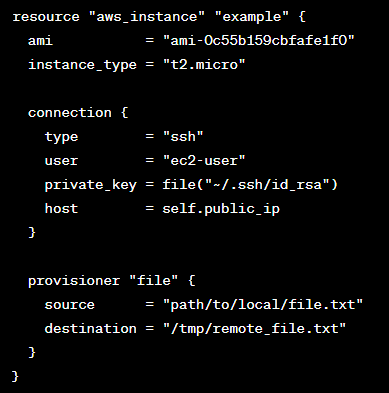 resource "aws_instance" "example" {
  ami           = "ami-0c55b159cbfafe1f0"
  instance_type = "t2.micro"

  connection {
    type        = "ssh"
    user        = "ec2-user"
    private_key = file("~/.ssh/id_rsa")
    host        = self.public_ip
  }

  provisioner "file" {
    source      = "path/to/local/file.txt"
    destination = "/tmp/remote_file.txt"
  }
}